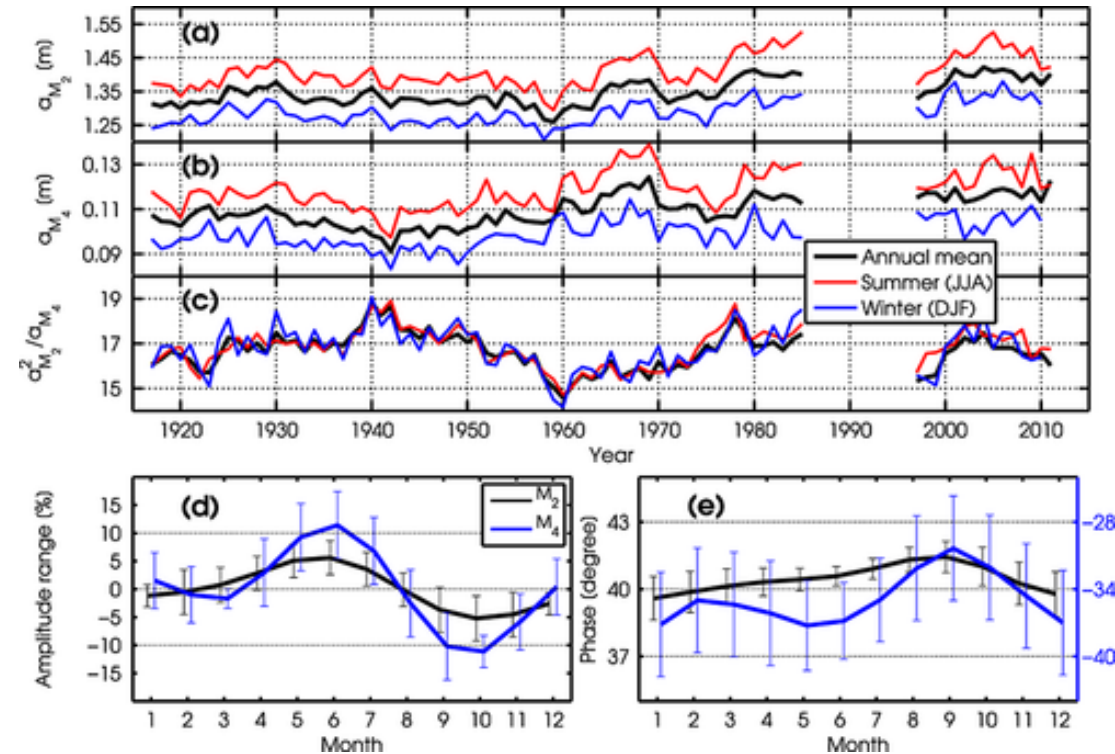 (a)
1.55
1.45
1.35
1.25
a_M₂ (m)
(b)
0.13
0.11
0.09
a_M₄ (m)
Annual mean
Summer (JJA)
Winter (DJF)
(c)
19
17
15
a²_M₂/a_M₄
1920 1930 1940 1950 1960 1970 1980 1990 2000 2010
Year
(d)
M₂
M₄
15
10
5
0
−5
−10
−15
Amplitude range (%)
1 2 3 4 5 6 7 8 9 10 11 12
Month
(e)
43
40
37
Phase (degree)
−28
−34
−40
1 2 3 4 5 6 7 8 9 10 11 12
Month